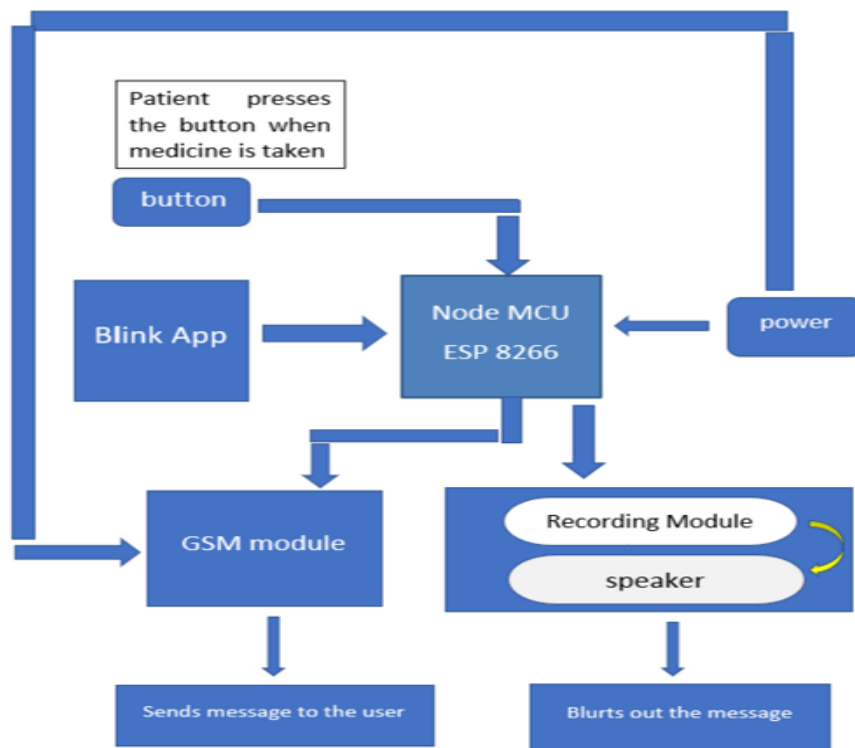 Patient presses
the button when
medicine is taken
button
Blink App
Node MCU
ESP 8266
power
GSM module
Recording Module
speaker
Sends message to the user
Blurts out the message